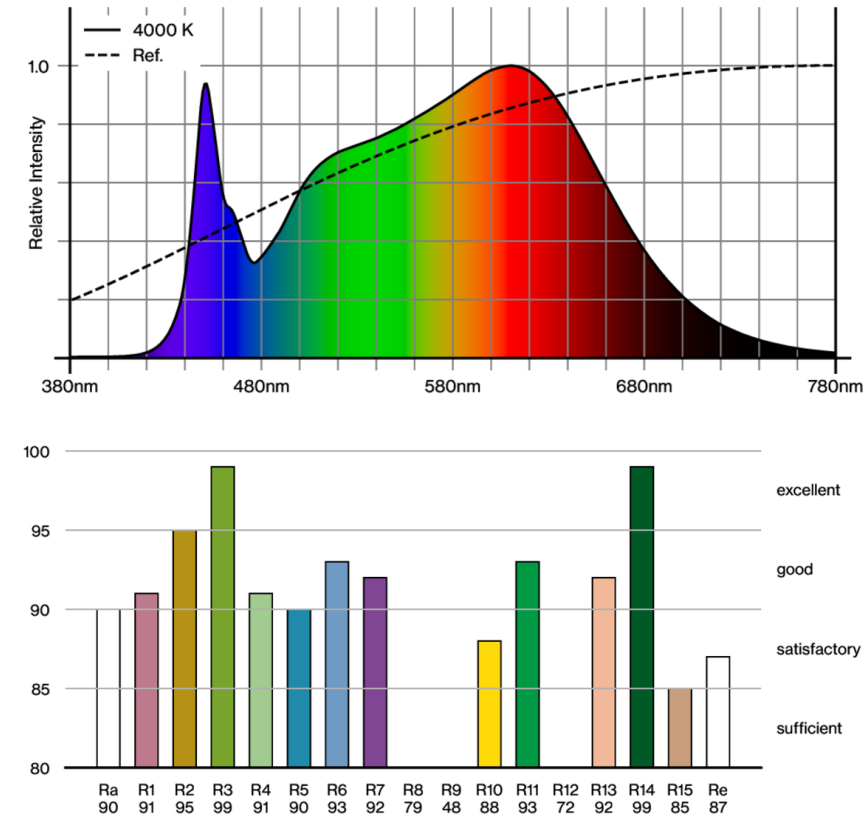 4000 K
Ref.
1.0
Relative Intensity
380nm 480nm 580nm 680nm 780nm
100
excellent
95
good
90
satisfactory
85
sufficient
80
Ra R1 R2 R3 R4 R5 R6 R7 R8 R9 R10 R11 R12 R13 R14 R15 Re
90 91 95 99 91 90 93 92 79 48 88 93 72 92 99 85 87